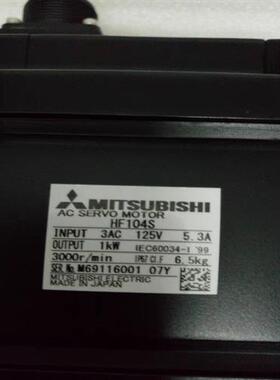 MITSUBISHI
AC SERVO MOTOR
HF104S
INPUT 3AC 125V 5.3A
OUTPUT 1kW IEC60034-1 '99
3000r/min IP67 CI.F 6.5kg
SER.No. M69116001 07Y
MITSUBISHI ELECTRIC
MADE IN JAPAN